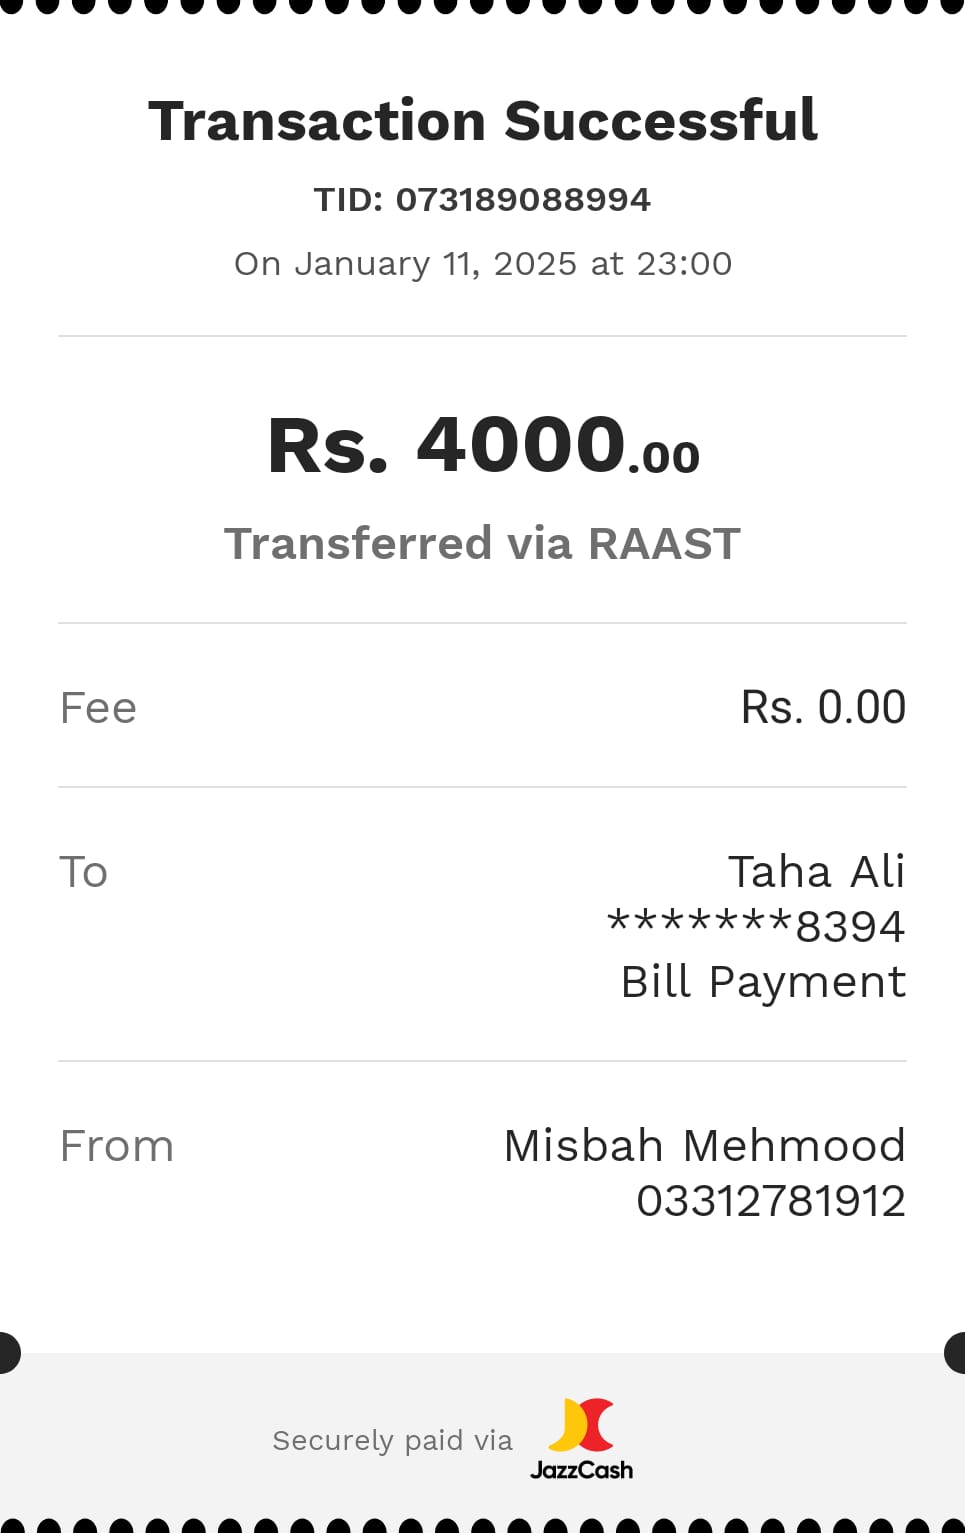 Transaction Successful
TID: 073189088994
On January 11, 2025 at 23:00
Rs. 4000.00
Transferred via RAAST
Fee
Rs. 0.00
To
Taha Ali
*******8394
Bill Payment
From
Misbah Mehmood
03312781912
Securely paid via
JazzCash